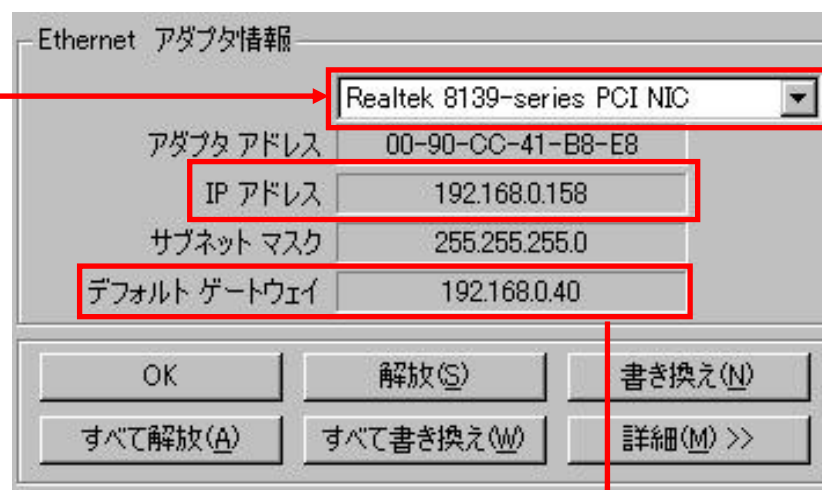 Ethernet アダプタ情報
Realtek 8139-series PCI NIC
アダプタ アドレス 00-90-CC-41-B8-E8
IP アドレス 192.168.0.158
サブネット マスク 255.255.255.0
デフォルト ゲートウェイ 192.168.0.40
OK 解放(S) 書き換え(N)
すべて解放(A) すべて書き換え(W) 詳細(M) >>